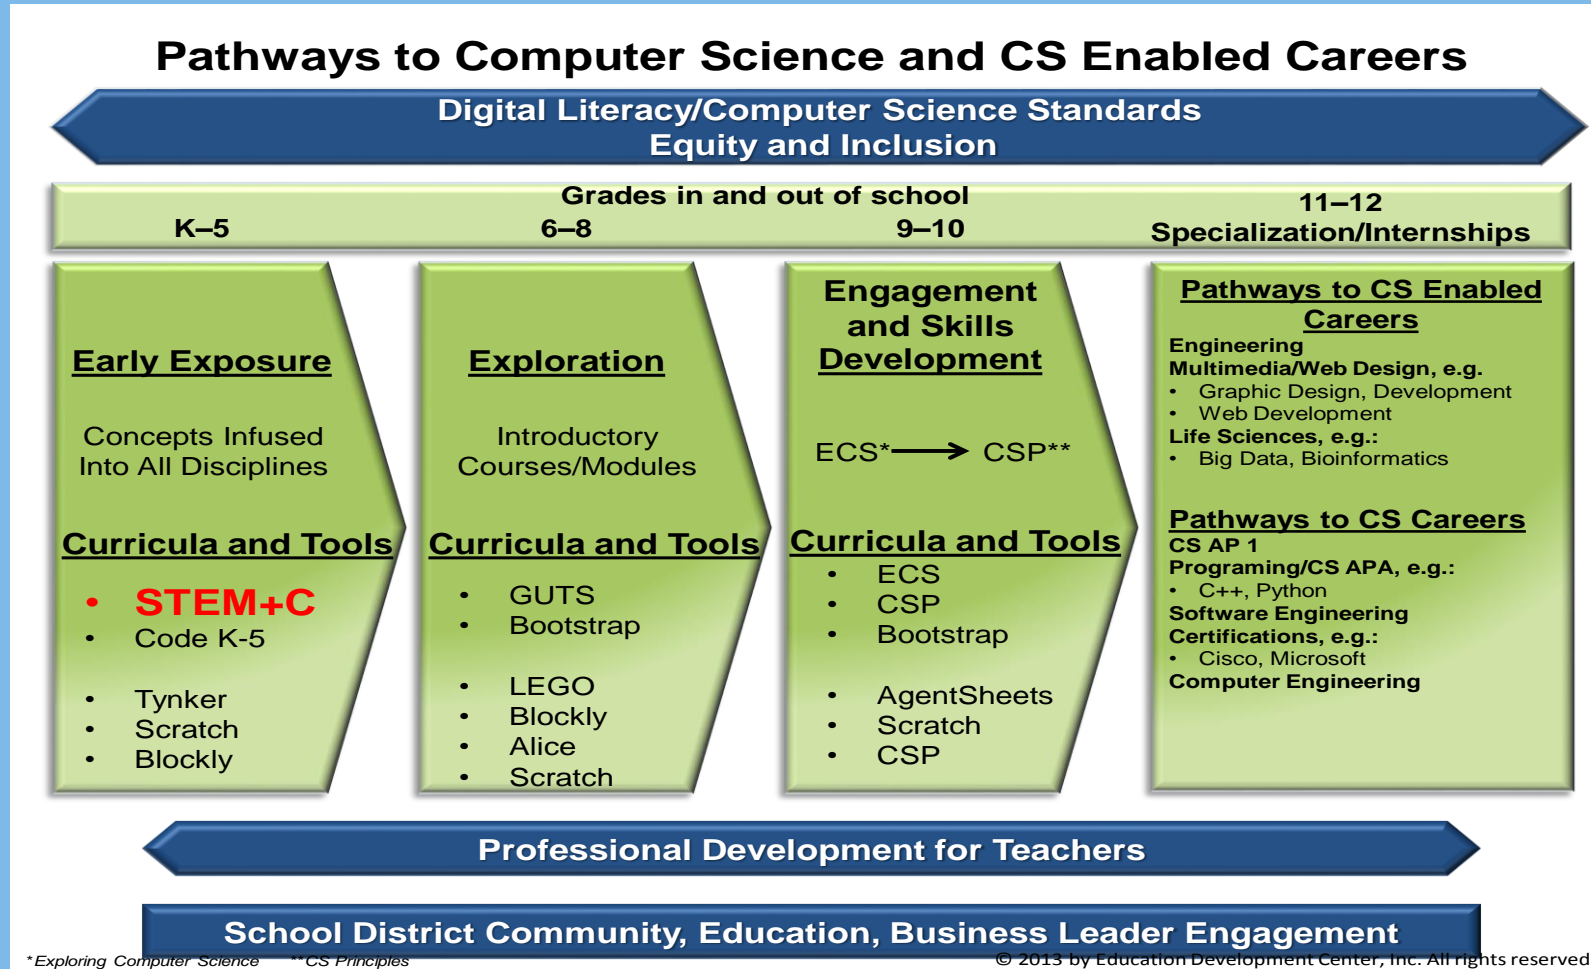 Pathways to Computer Science and CS Enabled Careers
Digital Literacy/Computer Science Standards
Equity and Inclusion
Grades in and out of school
K–5
6–8
9–10
11–12
Specialization/Internships
Early Exposure
Concepts Infused
Into All Disciplines
Curricula and Tools
• STEM+C
• Code K-5
• Tynker
• Scratch
• Blockly
Exploration
Introductory
Courses/Modules
Curricula and Tools
• GUTS
• Bootstrap
• LEGO
• Blockly
• Alice
• Scratch
Engagement
and Skills
Development
ECS* → CSP**
Curricula and Tools
• ECS
• CSP
• Bootstrap
• AgentSheets
• Scratch
• CSP
Pathways to CS Enabled
Careers
Engineering
Multimedia/Web Design, e.g.
• Graphic Design, Development
• Web Development
Life Sciences, e.g.:
• Big Data, Bioinformatics
Pathways to CS Careers
CS AP 1
Programing/CS APA, e.g.:
• C++, Python
Software Engineering
Certifications, e.g.:
• Cisco, Microsoft
Computer Engineering
Professional Development for Teachers
School District Community, Education, Business Leader Engagement
*Exploring Computer Science **CS Principles
© 2013 by Education Development Center, Inc. All rights reserved